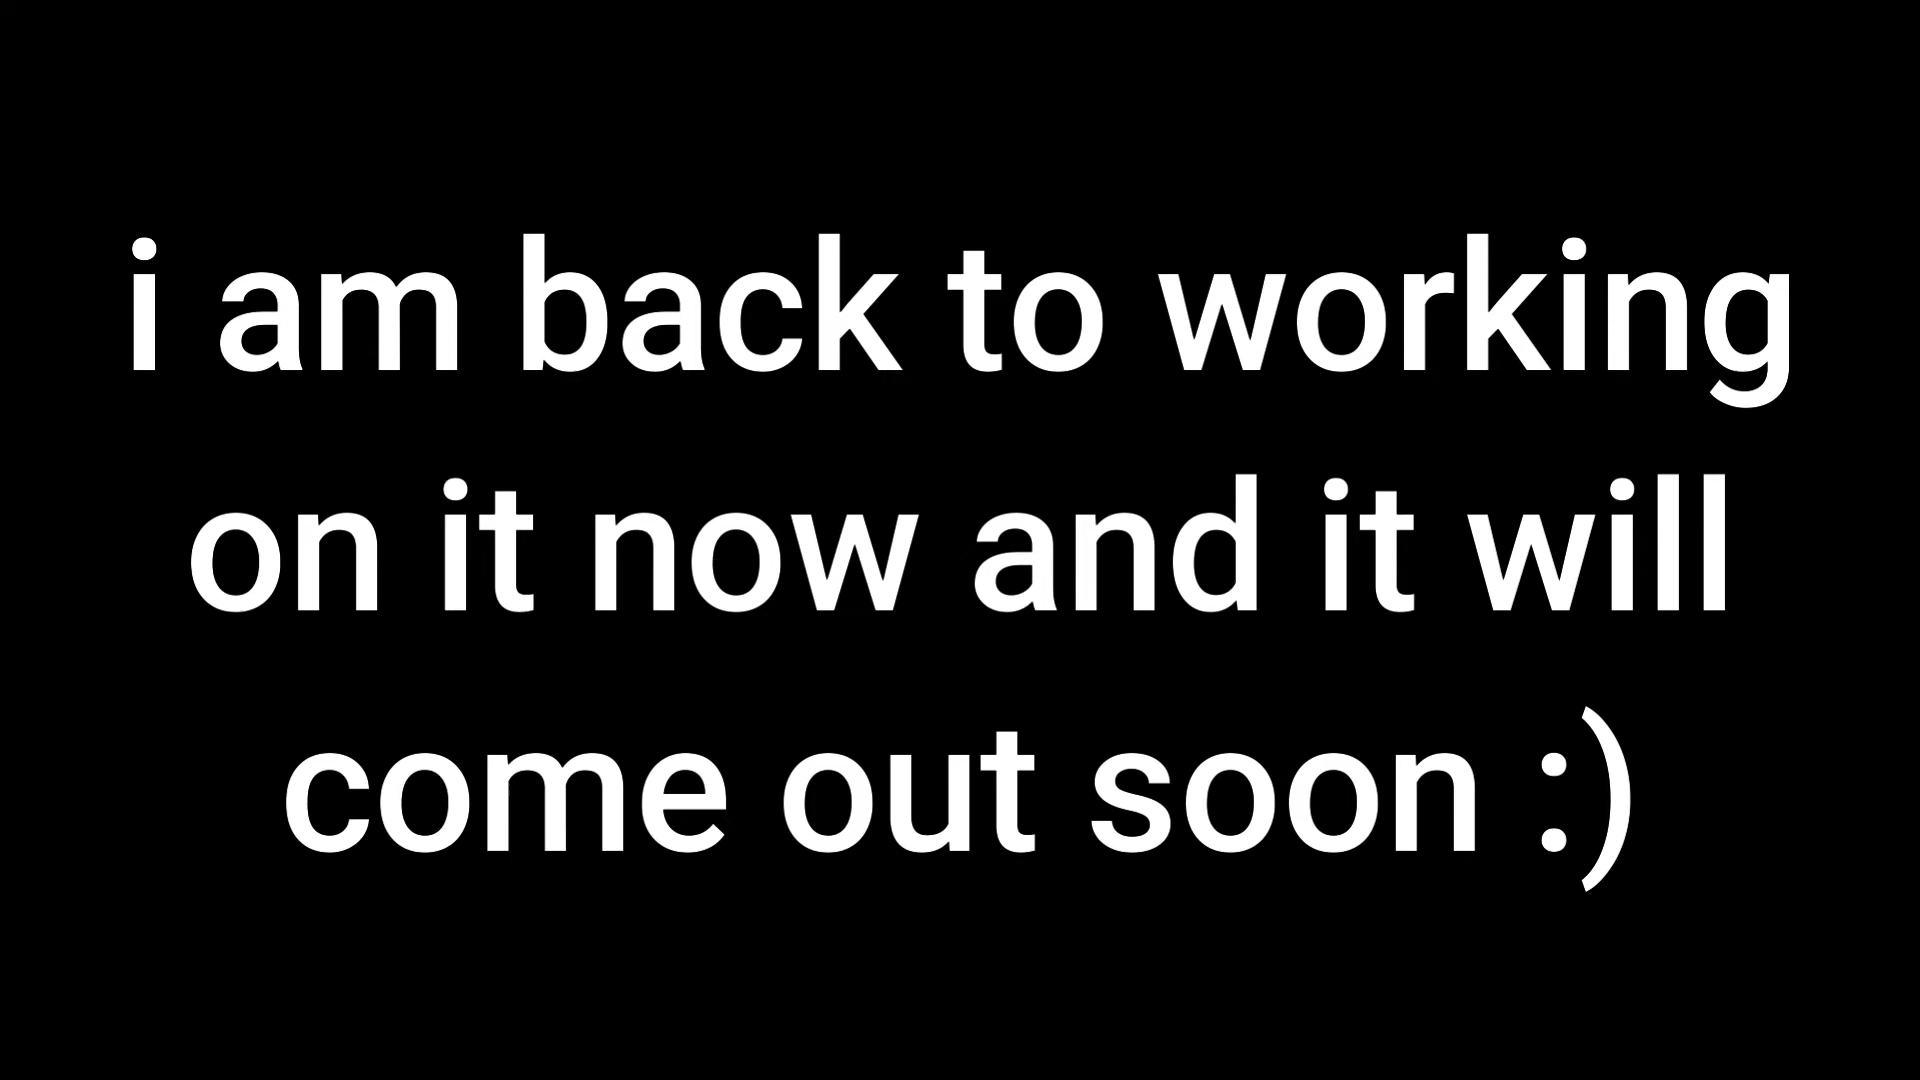 i am back to working
on it now and it will
come out soon :)